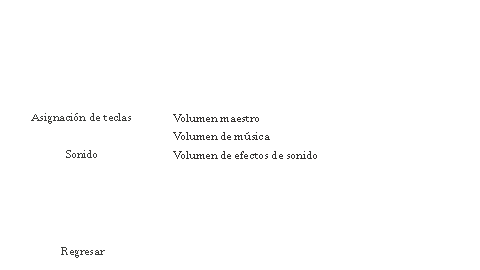 Asignación de teclas
Sonido
Regresar
Volumen maestro
Volumen de música
Volumen de efectos de sonido